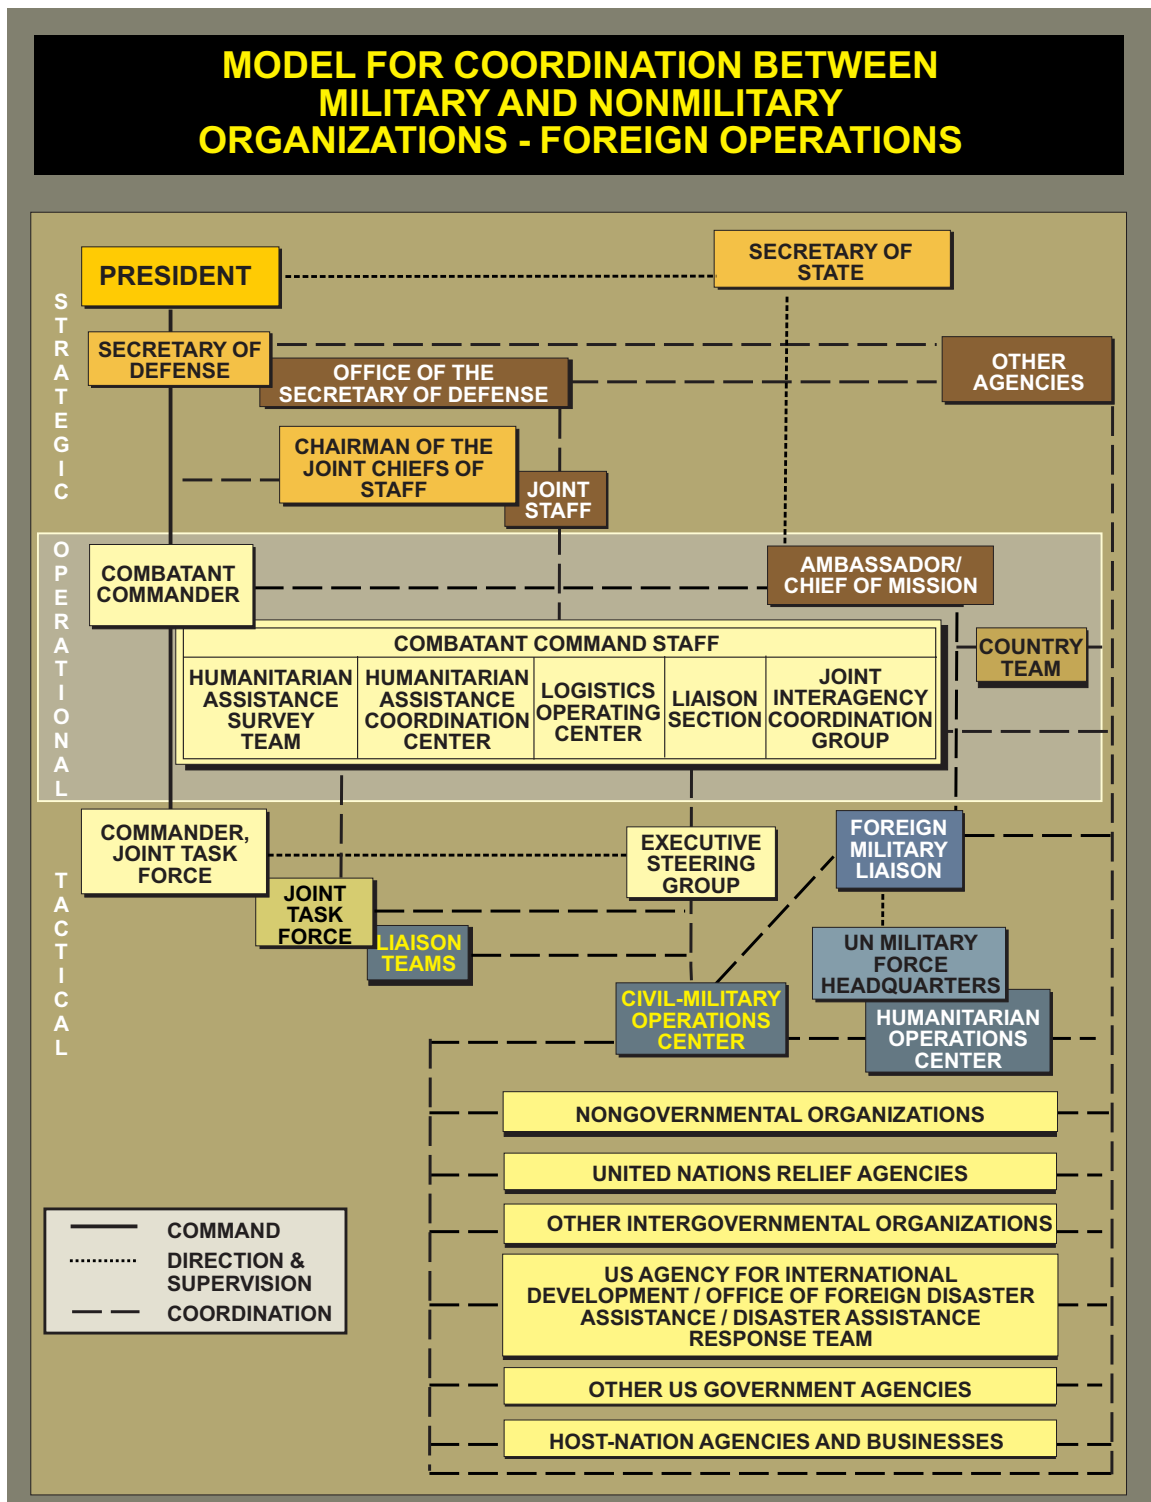 MODEL FOR COORDINATION BETWEEN
MILITARY AND NONMILITARY
ORGANIZATIONS - FOREIGN OPERATIONS
STRATEGIC
PRESIDENT
SECRETARY OF
STATE
SECRETARY OF
DEFENSE
OFFICE OF THE
SECRETARY OF DEFENSE
OTHER
AGENCIES
CHAIRMAN OF THE
JOINT CHIEFS OF
STAFF
JOINT
STAFF
OPERATIONAL
COMBATANT
COMMANDER
AMBASSADOR/
CHIEF OF MISSION
COMBATANT COMMAND STAFF
HUMANITARIAN
ASSISTANCE
SURVEY
TEAM
HUMANITARIAN
ASSISTANCE
COORDINATION
CENTER
LOGISTICS
OPERATING
CENTER
LIAISON
SECTION
JOINT
INTERAGENCY
COORDINATION
GROUP
COUNTRY
TEAM
TACTICAL
COMMANDER,
JOINT TASK
FORCE
EXECUTIVE
STEERING
GROUP
FOREIGN
MILITARY
LIAISON
JOINT
TASK
FORCE
LIAISON
TEAMS
UN MILITARY
FORCE
HEADQUARTERS
CIVIL-MILITARY
OPERATIONS
CENTER
HUMANITARIAN
OPERATIONS
CENTER
NONGOVERNMENTAL ORGANIZATIONS
UNITED NATIONS RELIEF AGENCIES
OTHER INTERGOVERNMENTAL ORGANIZATIONS
US AGENCY FOR INTERNATIONAL
DEVELOPMENT / OFFICE OF FOREIGN DISASTER
ASSISTANCE / DISASTER ASSISTANCE
RESPONSE TEAM
OTHER US GOVERNMENT AGENCIES
HOST-NATION AGENCIES AND BUSINESSES
COMMAND
DIRECTION &
SUPERVISION
COORDINATION